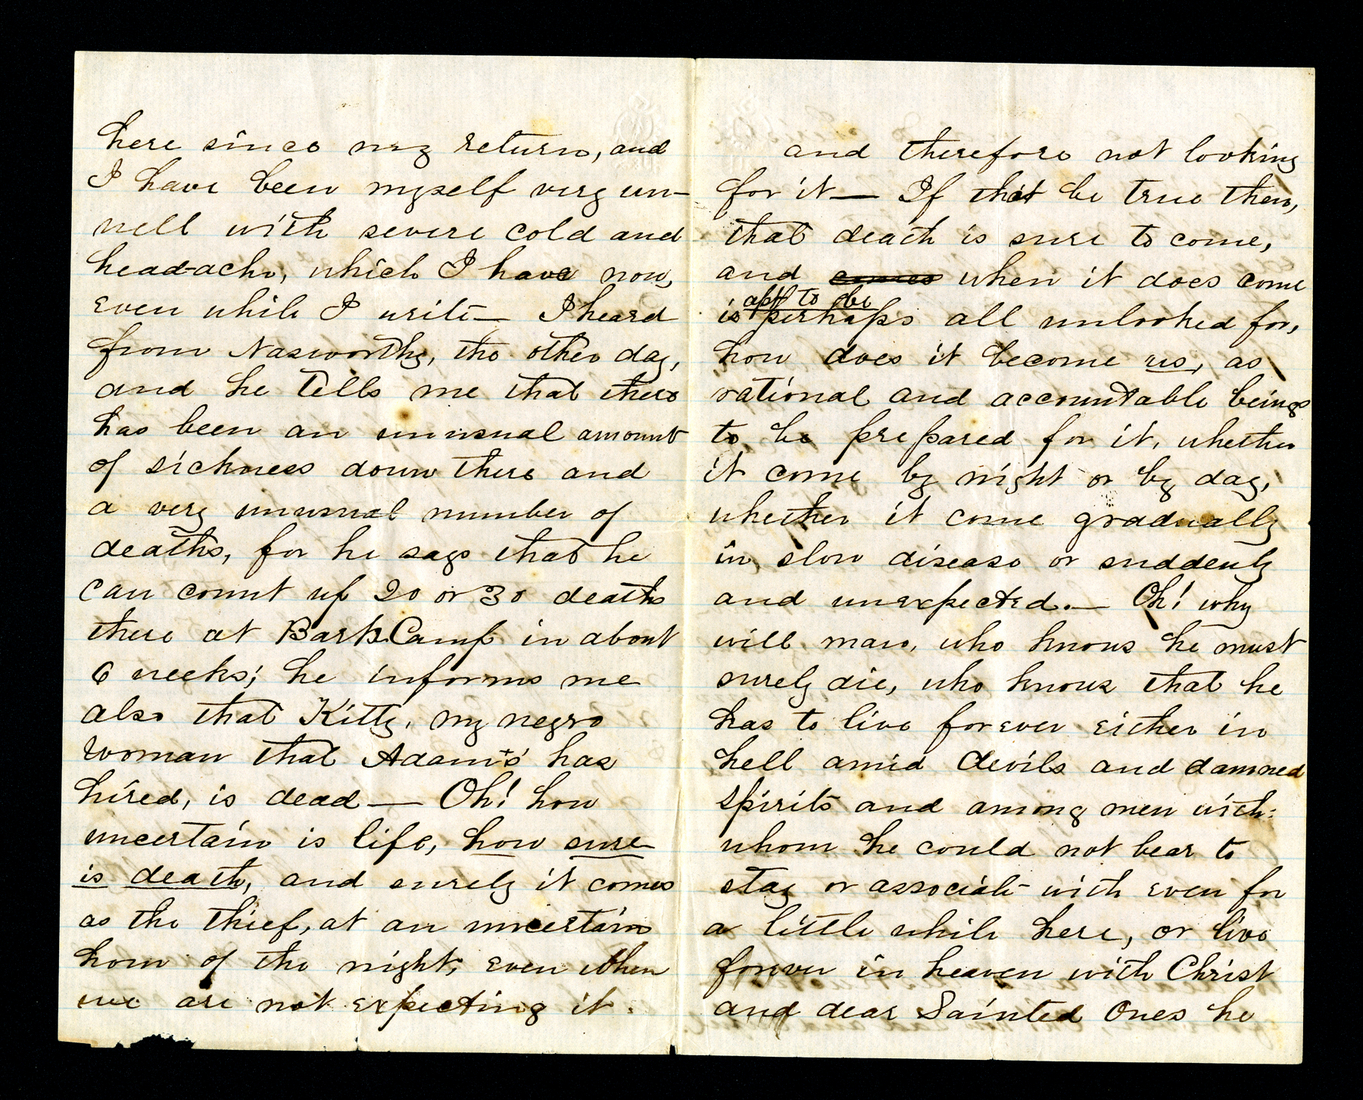 here since my return, and
I have been myself very un-
well with severe cold and
head-ache, which I have now,
even while I write — I heard
from Nasworthy, the other day,
and he tells me that there
has been an unusual amount
of sickness down there and
a very unusual number of
deaths, for he says that he
can count up 20 or 30 deaths
there at Bark Camp in about
6 weeks; he informs me
also that Kitty, my negro
woman that Adams has
hired, is dead — Oh! how
uncertain is life, how sure
is death, and surely it comes
as the thief, at an uncertain
hour of the night, even when
we are not expecting it.
and therefore not looking
for it — If that be true then,
that death is sure to come,
and comes when it does come
apt to be
is perhaps all unlooked for,
how does it become us, as
rational and accountable beings
to be prepared for it, whether
it come by night or by day,
whether it come gradually
in slow disease or suddenly
and unexpected. — Oh! why
will man, who knows he must
surely die, who knows that he
has to live forever either in
hell amid devils and damned
spirits and among men with
whom he could not bear to
stay or associate with even for
a little while here, or live
forever in heaven with Christ
and dear Sainted Ones he